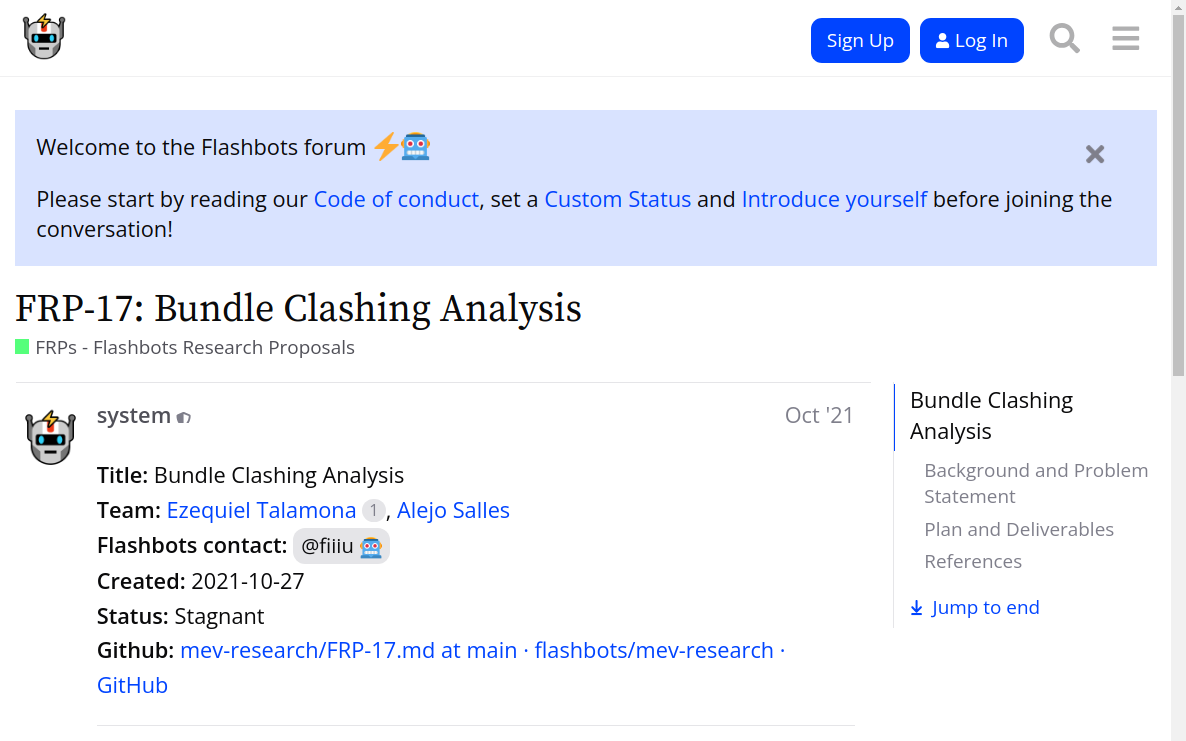 Sign Up
Log In
Welcome to the Flashbots forum
Please start by reading our Code of conduct, set a Custom Status and Introduce yourself before joining the
conversation!
FRP-17: Bundle Clashing Analysis
FRPs - Flashbots Research Proposals
system
Oct '21
Title: Bundle Clashing Analysis
Team: Ezequiel Talamona 1, Alejo Salles
Flashbots contact: @fiiiu
Created: 2021-10-27
Status: Stagnant
Github: mev-research/FRP-17.md at main · flashbots/mev-research ·
GitHub
Bundle Clashing
Analysis
Background and Problem
Statement
Plan and Deliverables
References
Jump to end